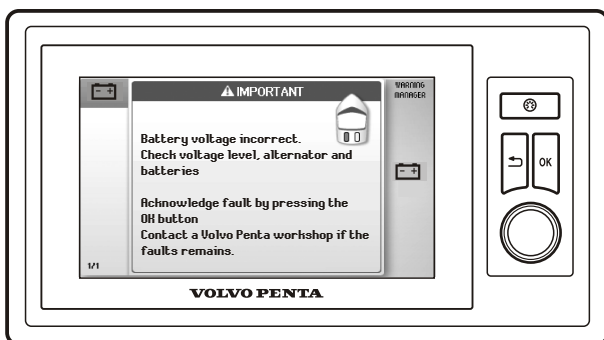 IMPORTANT
WARNING
MANAGER
Battery voltage incorrect.
Check voltage level, alternator and
batteries
Acknowledge fault by pressing the
OK button
Contact a Volvo Penta workshop if the
faults remains.
1/1
OK
VOLVO PENTA